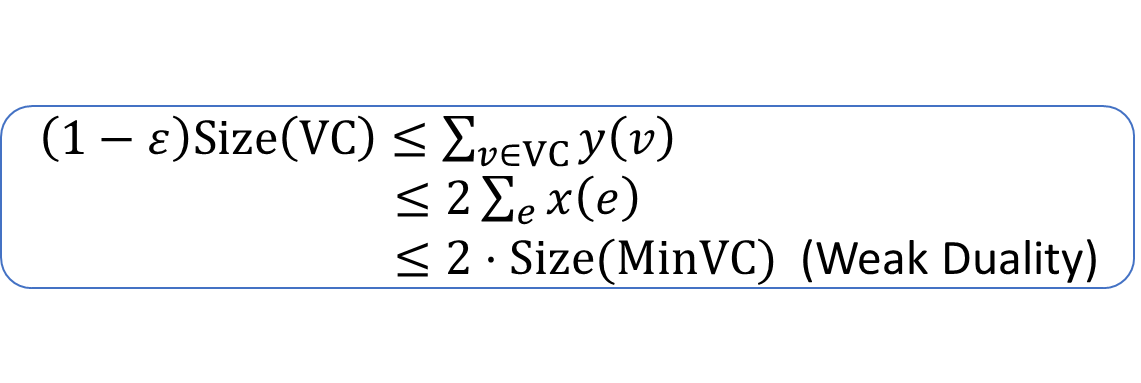 (1 − ε)Size(VC) ≤ ∑_{v∈VC} y(v)
≤ 2 ∑_e x(e)
≤ 2 · Size(MinVC) (Weak Duality)